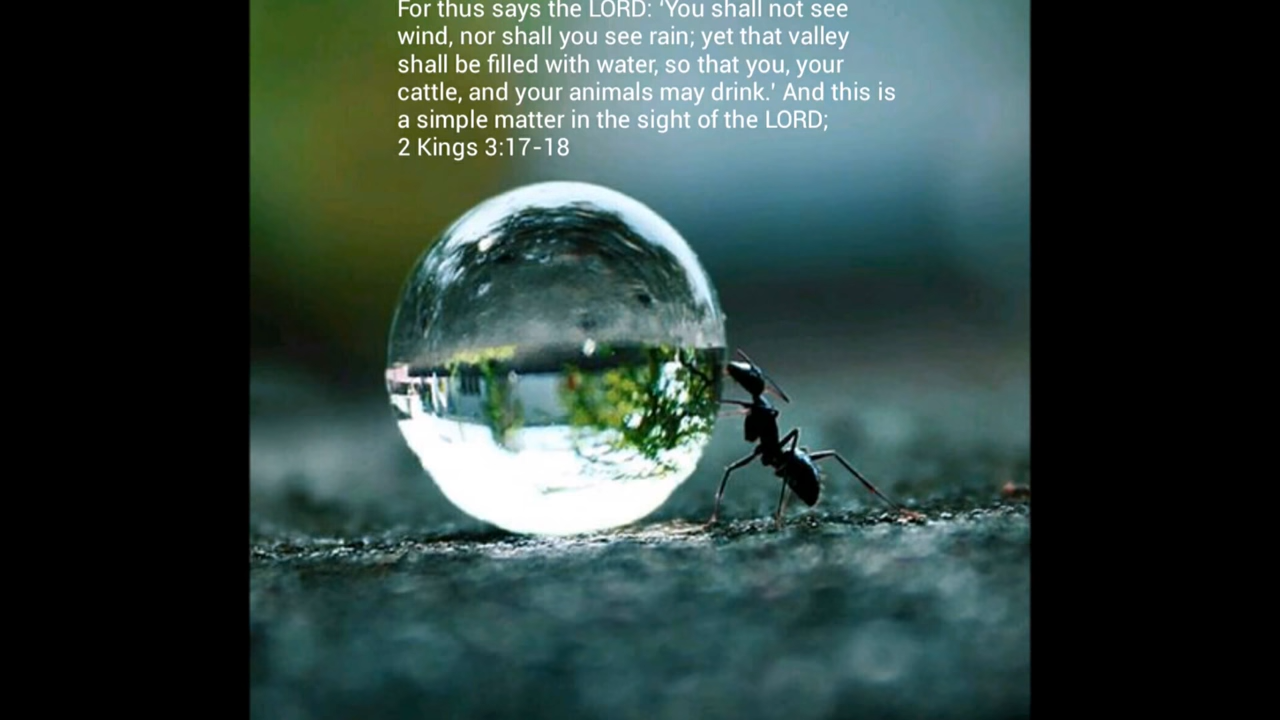 For thus says the LORD: 'You shall not see
wind, nor shall you see rain; yet that valley
shall be filled with water, so that you, your
cattle, and your animals may drink.' And this is
a simple matter in the sight of the LORD;
2 Kings 3:17-18